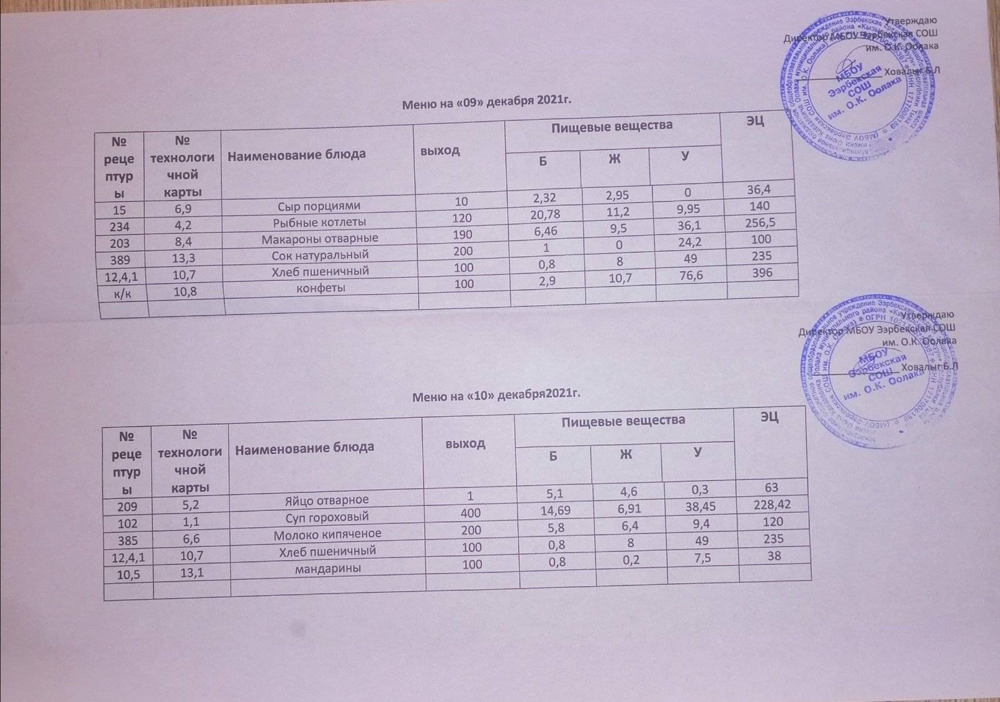 Утверждаю
Директор МБОУ Ээрбекская СОШ
им. О.К. Оолака
Ховалыг Б.Л
МБОУ
Ээрбекская
СОШ
им. О.К. Оолака
Меню на «09» декабря 2021г.
№ рецептуры № технологичной карты Наименование блюда выход Пищевые вещества ЭЦ
Б Ж У
15 6,9 Сыр порциями 10 2,32 2,95 0 36,4
234 4,2 Рыбные котлеты 120 20,78 11,2 9,95 140
203 8,4 Макароны отварные 190 6,46 9,5 36,1 256,5
389 13,3 Сок натуральный 200 1 0 24,2 100
12,4,1 10,7 Хлеб пшеничный 100 0,8 8 49 235
к/к 10,8 конфеты 100 2,9 10,7 76,6 396
Утверждаю
Директор МБОУ Ээрбекская СОШ
им. О.К. Оолака
Ховалыг Б.Л
МБОУ
Ээрбекская
СОШ
им. О.К. Оолака
Меню на «10» декабря2021г.
№ рецептуры № технологичной карты Наименование блюда выход Пищевые вещества ЭЦ
Б Ж У
209 5,2 Яйцо отварное 1 5,1 4,6 0,3 63
102 1,1 Суп гороховый 400 14,69 6,91 38,45 228,42
385 6,6 Молоко кипяченое 200 5,8 6,4 9,4 120
12,4,1 10,7 Хлеб пшеничный 100 0,8 8 49 235
10,5 13,1 мандарины 100 0,8 0,2 7,5 38